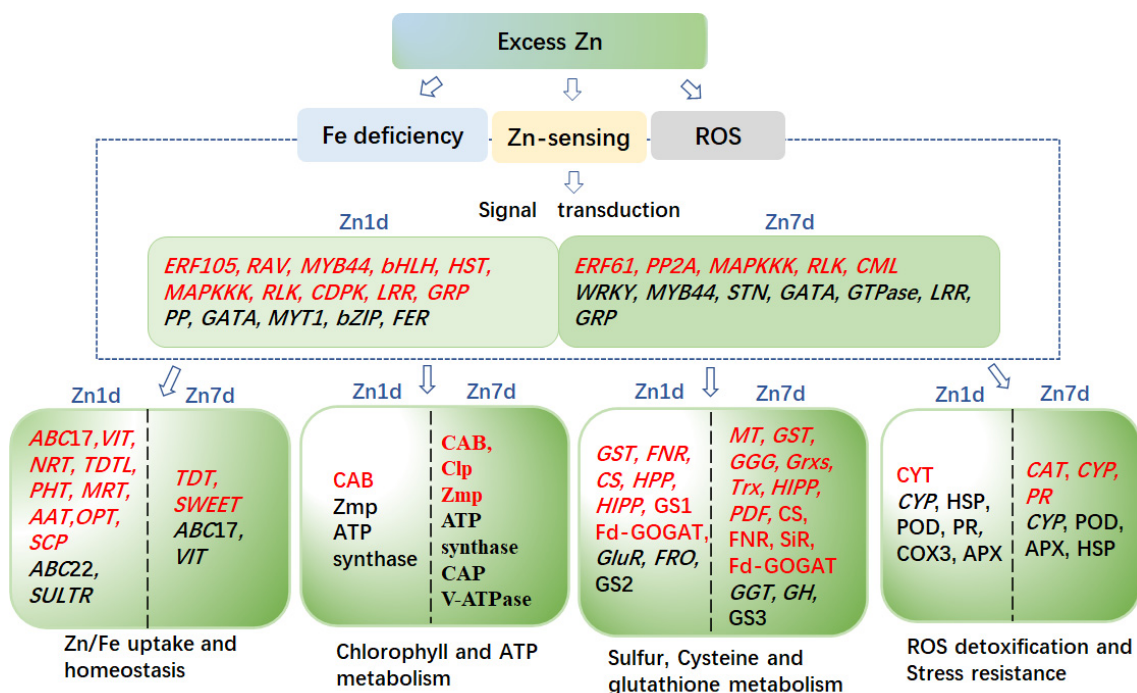 Excess Zn
Fe deficiency
Zn-sensing
ROS
Signal transduction
Zn1d
Zn7d
ERF105, RAV, MYB44, bHLH, HST,
MAPKKK, RLK, CDPK, LRR, GRP
PP, GATA, MYT1, bZIP, FER
ERF61, PP2A, MAPKKK, RLK, CML
WRKY, MYB44, STN, GATA, GTPase, LRR,
GRP
Zn1d
Zn7d
ABC17,VIT,
NRT, TDTL,
PHT, MRT,
AAT,OPT,
SCP
ABC22,
SULTR
TDT,
SWEET
ABC17,
VIT
Zn/Fe uptake and
homeostasis
Zn1d
Zn7d
CAB
Zmp
ATP
synthase
CAB,
Clp
Zmp
ATP
synthase
CAP
V-ATPase
Chlorophyll and ATP
metabolism
Zn1d
Zn7d
GST, FNR,
CS, HPP,
HIPP, GS1
Fd-GOGAT,
GluR, FRO,
GS2
MT, GST,
GGG, Grxs,
Trx, HIPP,
PDF, CS,
FNR, SiR,
Fd-GOGAT
GGT, GH,
GS3
Sulfur, Cysteine and
glutathione metabolism
Zn1d
Zn7d
CYT
CYP, HSP,
POD, PR,
COX3, APX
CAT, CYP,
PR
CYP, POD,
APX, HSP
ROS detoxification and
Stress resistance